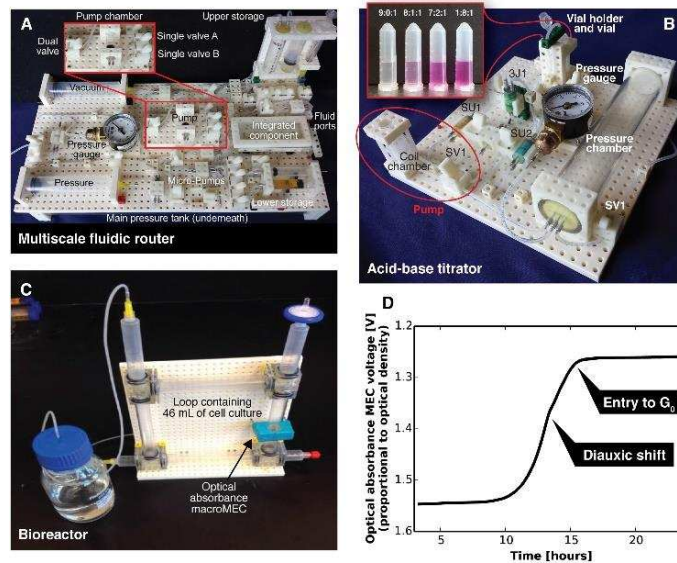 A
Pump chamber
Dual
valve
Single valve A
Single valve B
Upper storage
Vacuum
Pump
Fluid
ports
Integrated
component
Pressure
gauge
Pressure
Micro-Pumps
Lower storage
Main pressure tank (underneath)
Multiscale fluidic router
B
9:0:1 8:1:1 7:2:1 1:8:1
Vial holder
and vial
Pressure
gauge
3J1
SU1
SU2
Pressure
chamber
Coil
chamber
SV1
SV1
Pump
Acid-base titrator
C
Loop containing
46 mL of cell culture
Optical
absorbance
macroMEC
Bioreactor
D
Optical absorbance MEC voltage [V]
(proportional to optical density)
1.2
1.3
1.4
1.5
1.6
Entry to G₀
Diauxic shift
5 10 15 20
Time [hours]